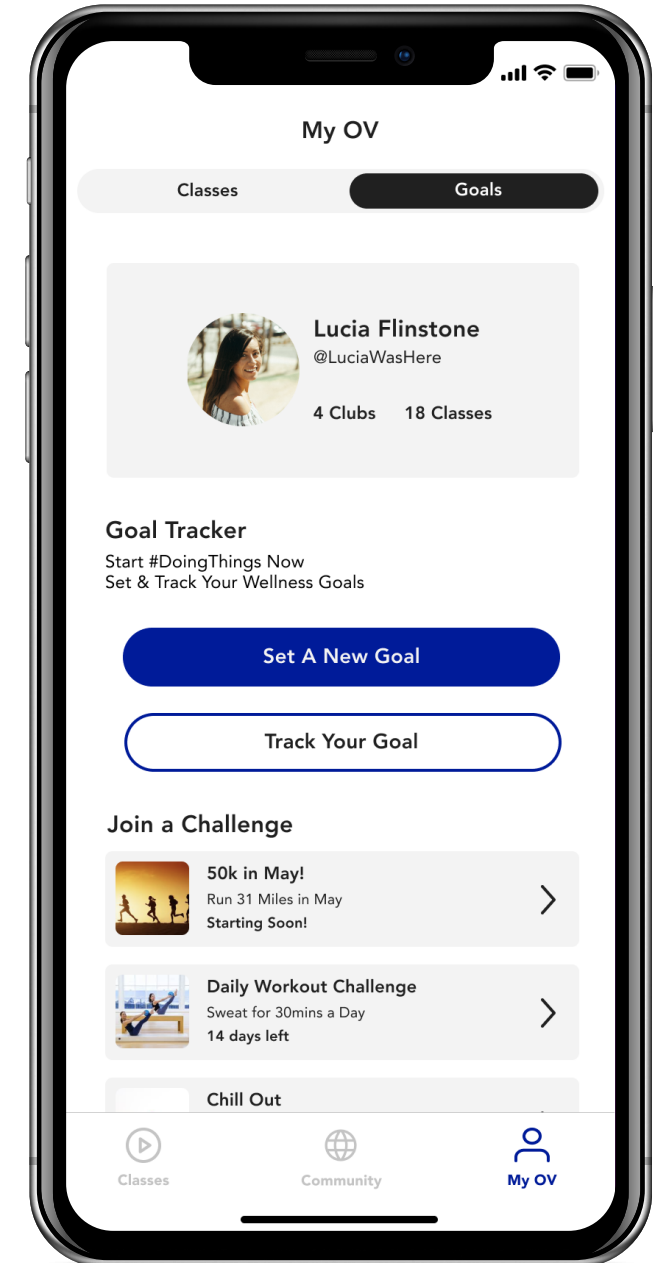 My OV
Classes Goals
Lucia Flinstone
@LuciaWasHere
4 Clubs 18 Classes
Goal Tracker
Start #DoingThings Now
Set & Track Your Wellness Goals
Set A New Goal
Track Your Goal
Join a Challenge
50k in May!
Run 31 Miles in May
Starting Soon!
Daily Workout Challenge
Sweat for 30mins a Day
14 days left
Chill Out
Classes Community My OV